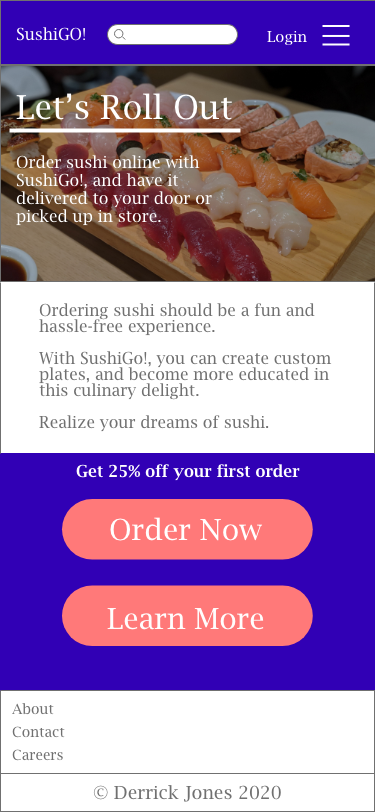 SushiGO!
Login
Let's Roll Out
Order sushi online with
SushiGo!, and have it
delivered to your door or
picked up in store.
Ordering sushi should be a fun and
hassle-free experience.
With SushiGo!, you can create custom
plates, and become more educated in
this culinary delight.
Realize your dreams of sushi.
Get 25% off your first order
Order Now
Learn More
About
Contact
Careers
© Derrick Jones 2020